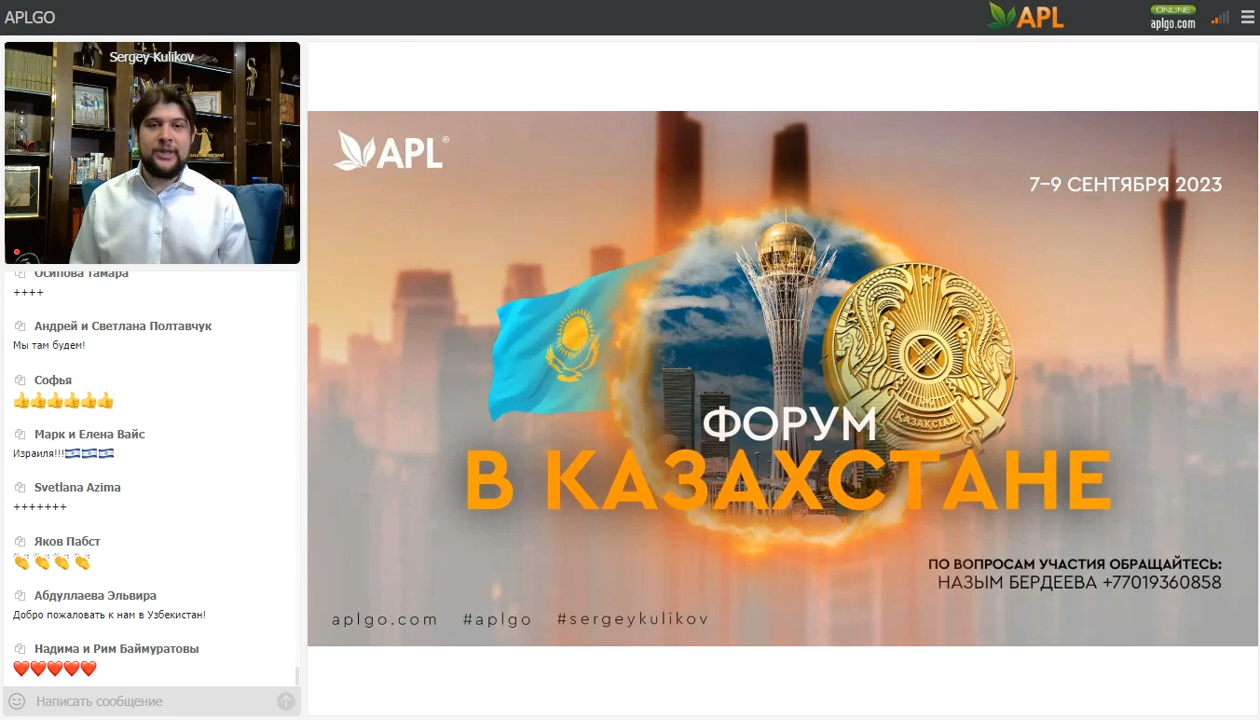 APLGO
APL
ONLINE
aplgo.com
Sergey Kulikov
Осипова Тамара
++++
Андрей и Светлана Полтавчук
Мы там будем!
Софья
👍👍👍👍👍👍
Марк и Елена Вайс
Израиля!!!🇮🇱🇮🇱🇮🇱
Svetlana Azima
+++++++
Яков Пабст
👏👏👏👏
Абдуллаева Эльвира
Добро пожаловать к нам в Узбекистан!
Надима и Рим Баймуратовы
❤️❤️❤️❤️❤️
Написать сообщение
APL®
7–9 СЕНТЯБРЯ 2023
ҚАЗАҚСТАН
ФОРУМ
В КАЗАХСТАНЕ
ПО ВОПРОСАМ УЧАСТИЯ ОБРАЩАЙТЕСЬ:
НАЗЫМ БЕРДЕЕВА +77019360858
aplgo.com #aplgo #sergeykulikov